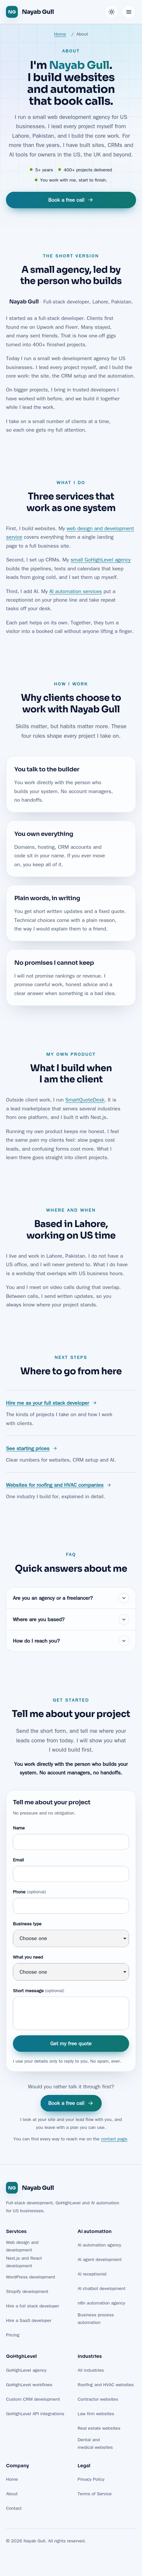 NG Nayab Gull
Home / About
ABOUT
I'm Nayab Gull.
I build websites
and automation
that book calls.
I run a small web development agency for US
businesses. I lead every project myself from
Lahore, Pakistan, and I build the core work. For
more than five years, I have built sites, CRMs and
AI tools for owners in the US, the UK and beyond.
5+ years 400+ projects delivered
You work with me, start to finish.
Book a free call →
THE SHORT VERSION
A small agency, led by
the person who builds
Nayab Gull Full-stack developer, Lahore, Pakistan.
I started as a full-stack developer. Clients first
found me on Upwork and Fiverr. Many stayed,
and many sent friends. That is how one-off gigs
turned into 400+ finished projects.
Today I run a small web development agency for US
businesses. I lead every project myself, and I build the
core work: the site, the CRM setup and the automation.
On bigger projects, I bring in trusted developers I
have worked with before, and we build it together
while I lead the work.
I take on a small number of clients at a time,
so each one gets my full attention.
WHAT I DO
Three services that
work as one system
First, I build websites. My web design and development
service covers everything from a single landing
page to a full business site.
Second, I set up CRMs. My small GoHighLevel agency
builds the pipelines, texts and calendars that keep
leads from going cold, and I set them up myself.
Third, I add AI. My AI automation services put a
receptionist on your phone line and take repeat
tasks off your desk.
Each part helps on its own. Together, they turn a
visitor into a booked call without anyone lifting a finger.
HOW I WORK
Why clients choose to
work with Nayab Gull
Skills matter, but habits matter more. These
four rules shape every project I take on.
You talk to the builder
You work directly with the person who
builds your system. No account managers,
no handoffs.
You own everything
Domains, hosting, CRM accounts and
code sit in your name. If you ever move
on, you keep all of it.
Plain words, in writing
You get short written updates and a fixed quote.
Technical choices come with a plain reason,
the way I would explain them to a friend.
No promises I cannot keep
I will not promise rankings or revenue. I
promise careful work, honest advice and a
clear answer when something is a bad idea.
MY OWN PRODUCT
What I build when
I am the client
Outside client work, I run SmartQuoteDesk. It is
a lead marketplace that serves several industries
from one platform, and I built it with Next.js.
Running my own product keeps me honest. I feel
the same pain my clients feel: slow pages cost
leads, and confusing forms cost more. What I
learn there goes straight into client projects.
WHERE AND WHEN
Based in Lahore,
working on US time
I live and work in Lahore, Pakistan. I do not have a
US office, and I will never pretend to. What I do have
is a workday that overlaps with US business hours.
You and I meet on video calls during that overlap.
Between calls, I send written updates, so you
always know where your project stands.
NEXT STEPS
Where to go from here
Hire me as your full stack developer →
The kinds of projects I take on and how I work
with clients.
See starting prices →
Clear numbers for websites, CRM setup and AI.
Websites for roofing and HVAC companies →
One industry I build for, explained in detail.
FAQ
Quick answers about me
Are you an agency or a freelancer?
Where are you based?
How do I reach you?
GET STARTED
Tell me about your project
Send the short form, and tell me where your
leads come from today. I will show you what
I would build first.
You work directly with the person who builds your
system. No account managers, no handoffs.
Tell me about your project
No pressure and no obligation.
Name
Email
Phone (optional)
Business type
Choose one
What you need
Choose one
Short message (optional)
Get my free quote
I use your details only to reply to you. No spam, ever.
Would you rather talk it through first?
Book a free call →
I look at your site and your lead flow with you, and
you leave with a plan you can use.
You can find every way to reach me on the contact page.
NG Nayab Gull
Full-stack development, GoHighLevel and AI automation
for US businesses.
Services
Web design and
development
Next.js and React
development
WordPress development
Shopify development
Hire a full stack developer
Hire a SaaS developer
Pricing
AI automation
AI automation agency
AI agent development
AI receptionist
AI chatbot development
n8n automation agency
Business process
automation
GoHighLevel
GoHighLevel agency
GoHighLevel workflows
Custom CRM development
GoHighLevel API integrations
Industries
All industries
Roofing and HVAC websites
Contractor websites
Law firm websites
Real estate websites
Dental and
medical websites
Company
Home
About
Contact
Legal
Privacy Policy
Terms of Service
© 2026 Nayab Gull. All rights reserved.